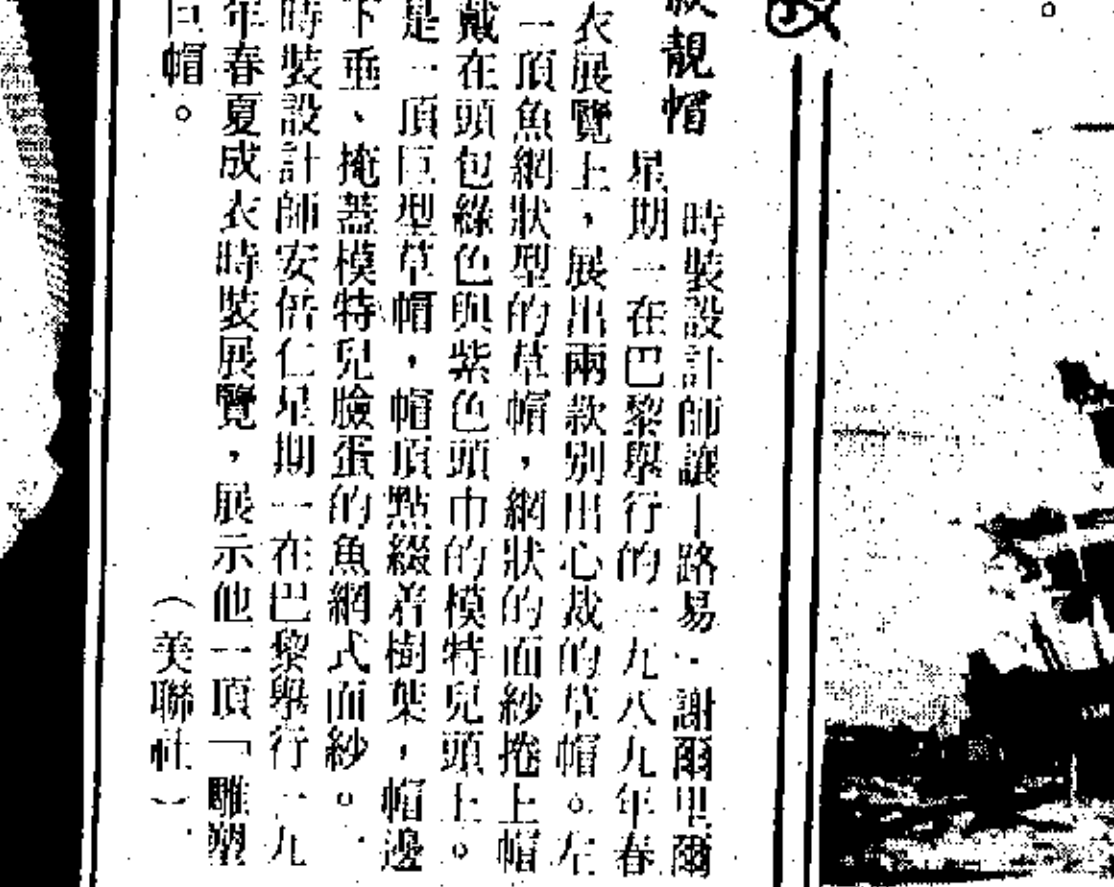 款靚帽
時裝設計師讓—路易·謝爾里爾
星期一在巴黎舉行的一九八九年春
衣展覽上，展出兩款別出心裁的草帽。左
一頂魚網狀型的草帽，網狀的面紗捲上帽
戴在頭包綠色與紫色頭巾的模特兒頭上。
是一頂巨型草帽，帽頂點綴着樹葉，帽邊
下垂、掩蓋模特兒臉蛋的魚網式面紗。
時裝設計師安倍仁星期一在巴黎舉行一九
年春夏成衣時裝展覽，展示他一頂「雕塑
巨帽。
（美聯社）